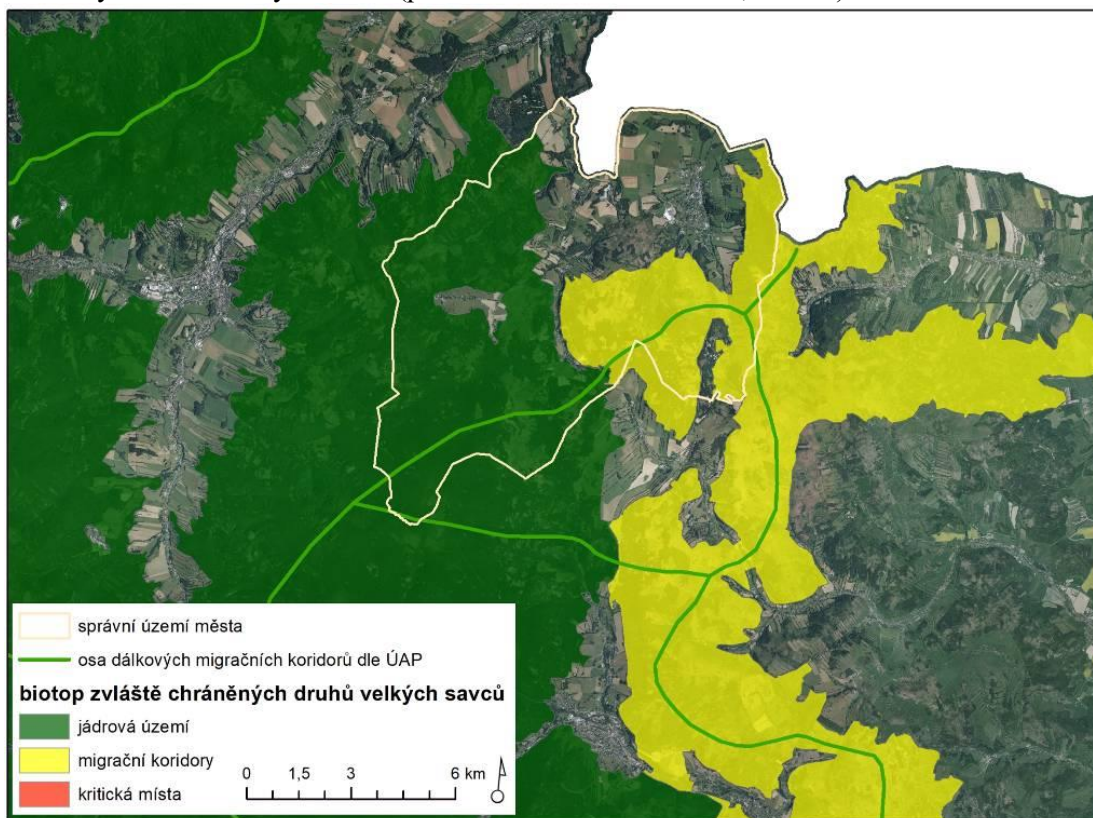 správní území města
osa dálkových migračních koridorů dle ÚAP
biotop zvláště chráněných druhů velkých savců
jádrová území
migrační koridory
kritická místa
0 1,5 3 6 km